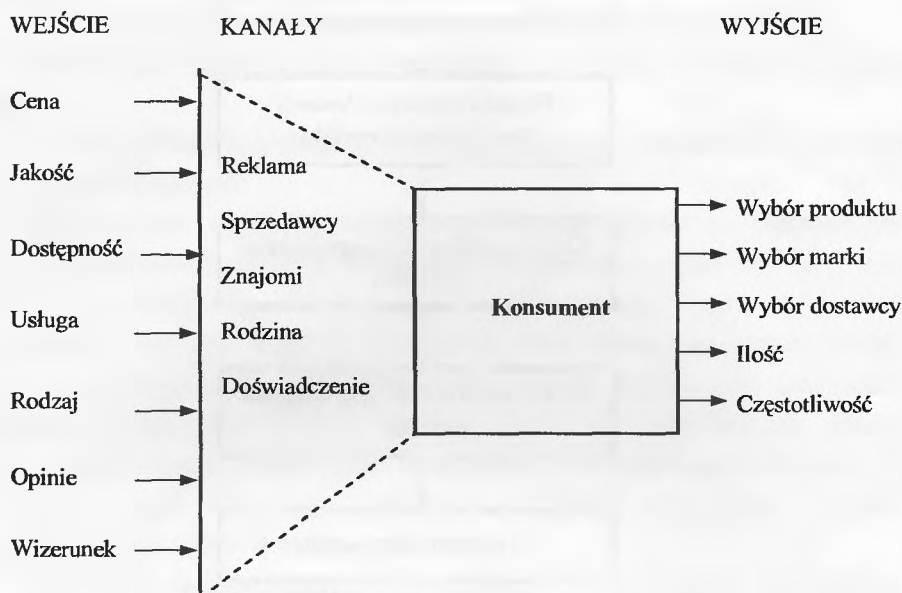 WEJŚCIE KANAŁY WYJŚCIE
Cena
Jakość
Dostępność
Usługa
Rodzaj
Opinie
Wizerunek
Reklama
Sprzedawcy
Znajomi
Rodzina
Doświadczenie
Konsument
Wybór produktu
Wybór marki
Wybór dostawcy
Ilość
Częstotliwość